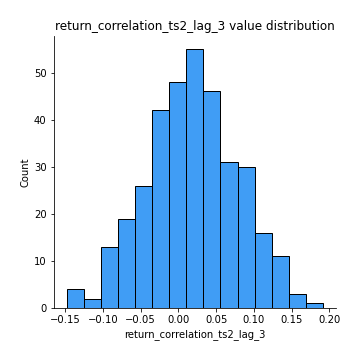 return_correlation_ts2_lag_3 value distribution
50
40
30
20
10
0
Count
−0.15 −0.10 −0.05 0.00 0.05 0.10 0.15 0.20
return_correlation_ts2_lag_3